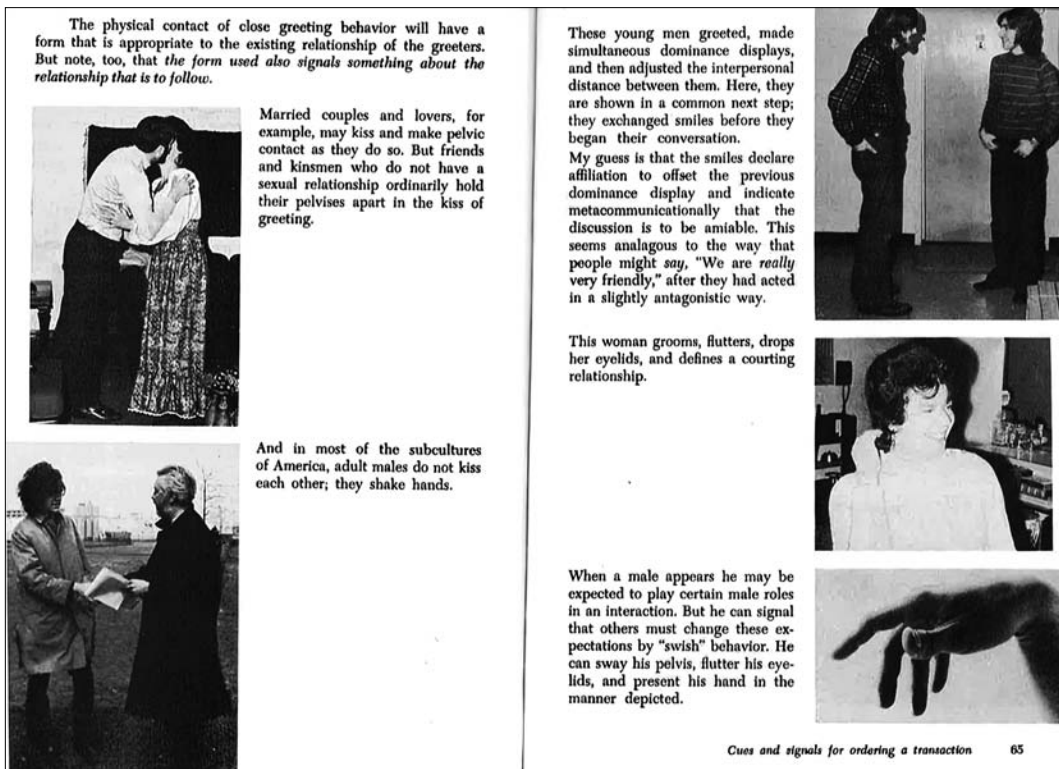 The physical contact of close greeting behavior will have a
form that is appropriate to the existing relationship of the greeters.
But note, too, that the form used also signals something about the
relationship that is to follow.
Married couples and lovers, for
example, may kiss and make pelvic
contact as they do so. But friends
and kinsmen who do not have a
sexual relationship ordinarily hold
their pelvises apart in the kiss of
greeting.
And in most of the subcultures
of America, adult males do not kiss
each other; they shake hands.
These young men greeted, made
simultaneous dominance displays,
and then adjusted the interpersonal
distance between them. Here, they
are shown in a common next step;
they exchanged smiles before they
began their conversation.
My guess is that the smiles declare
affiliation to offset the previous
dominance display and indicate
metacommunicationally that the
discussion is to be amiable. This
seems analagous to the way that
people might say, "We are really
very friendly," after they had acted
in a slightly antagonistic way.
This woman grooms, flutters, drops
her eyelids, and defines a courting
relationship.
When a male appears he may be
expected to play certain male roles
in an interaction. But he can signal
that others must change these ex-
pectations by "swish" behavior. He
can sway his pelvis, flutter his eye-
lids, and present his hand in the
manner depicted.
Cues and signals for ordering a transaction 65